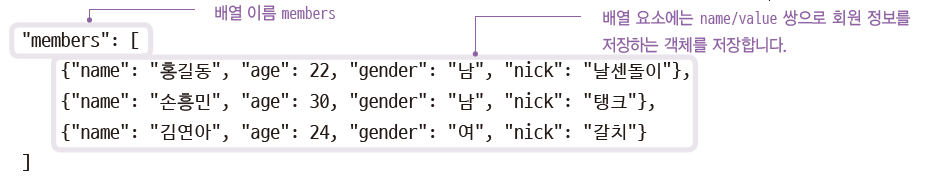 배열 이름 members
배열 요소에는 name/value 쌍으로 회원 정보를
저장하는 객체를 저장합니다.
"members": [
{"name": "홍길동", "age": 22, "gender": "남", "nick": "날센돌이"},
{"name": "손흥민", "age": 30, "gender": "남", "nick": "탱크"},
{"name": "김연아", "age": 24, "gender": "여", "nick": "갈치"}
]